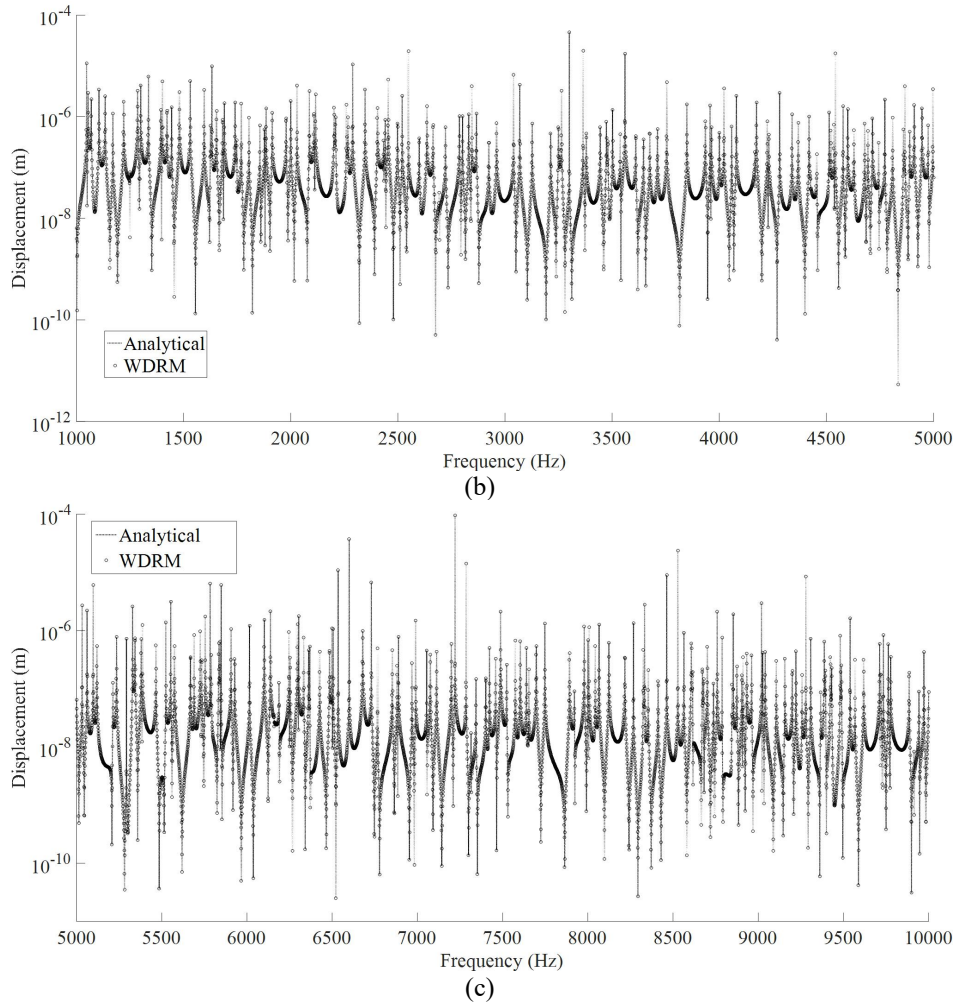 10^-4
10^-6
10^-8
10^-10
10^-12
Displacement (m)
Analytical
WDRM
1000 1500 2000 2500 3000 3500 4000 4500 5000
Frequency (Hz)
(b)
10^-4
10^-6
10^-8
10^-10
Displacement (m)
Analytical
WDRM
5000 5500 6000 6500 7000 7500 8000 8500 9000 9500 10000
Frequency (Hz)
(c)